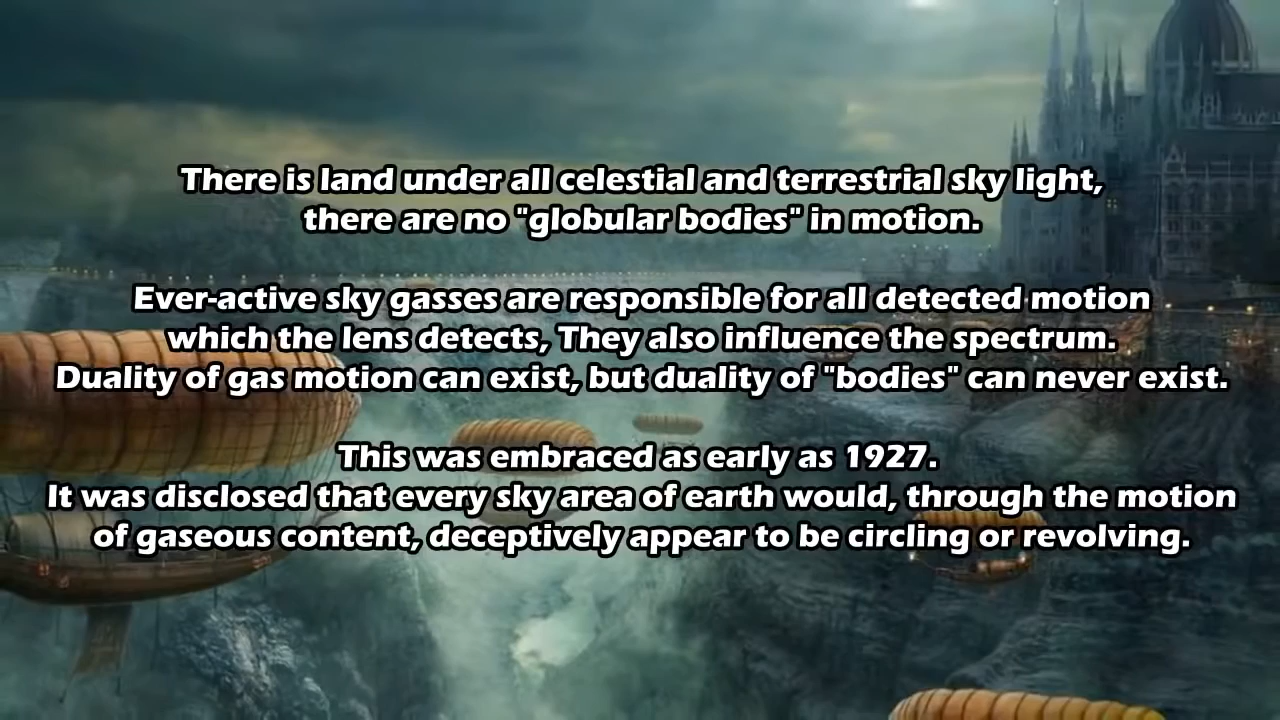 There is land under all celestial and terrestrial sky light,
there are no "globular bodies" in motion.
Ever-active sky gasses are responsible for all detected motion
which the lens detects, They also influence the spectrum.
Duality of gas motion can exist, but duality of "bodies" can never exist.
This was embraced as early as 1927.
It was disclosed that every sky area of earth would, through the motion
of gaseous content, deceptively appear to be circling or revolving.